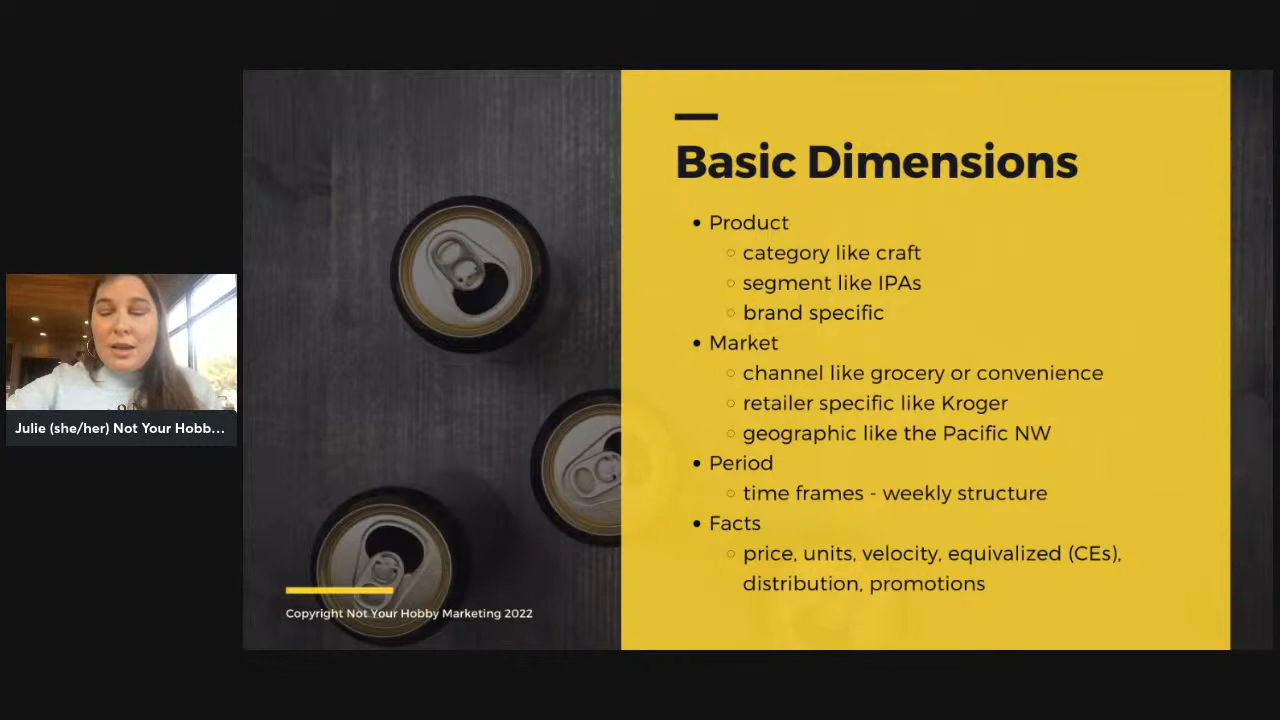 Basic Dimensions
• Product
○ category like craft
○ segment like IPAs
○ brand specific
• Market
○ channel like grocery or convenience
○ retailer specific like Kroger
○ geographic like the Pacific NW
• Period
○ time frames - weekly structure
• Facts
○ price, units, velocity, equivalized (CEs),
distribution, promotions
Julie (she/her) Not Your Hobb...
Copyright Not Your Hobby Marketing 2022